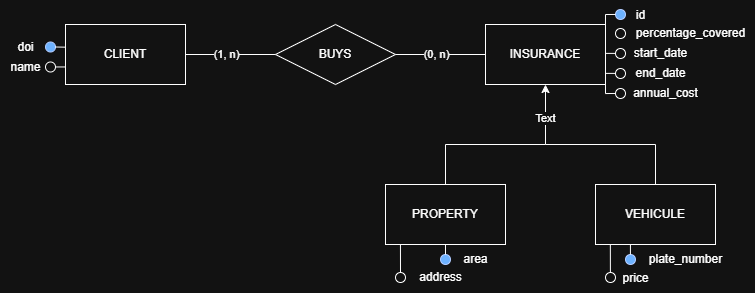 id
doi
CLIENT
(1, n)
BUYS
(0, n)
INSURANCE
percentage_covered
name
start_date
end_date
annual_cost
Text
PROPERTY
VEHICULE
area
plate_number
address
price